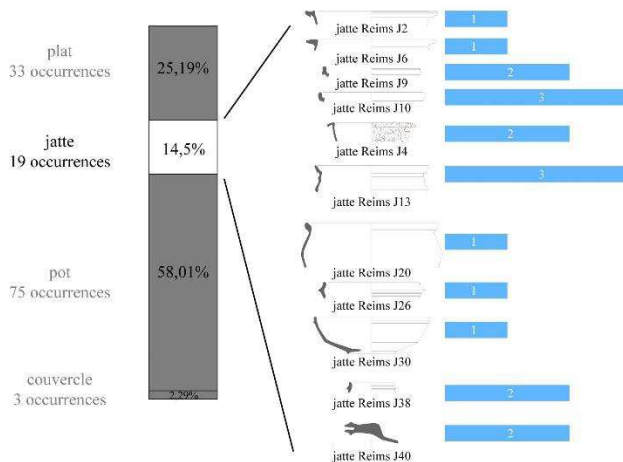 plat
33 occurrences
25,19%
jatte
19 occurrences
14,5%
pot
75 occurrences
58,01%
couvercle
3 occurrences
2,29%
jatte Reims J2
1
jatte Reims J6
1
jatte Reims J9
2
jatte Reims J10
3
jatte Reims J4
2
jatte Reims J13
3
jatte Reims J20
1
jatte Reims J26
1
jatte Reims J30
1
jatte Reims J38
2
jatte Reims J40
2